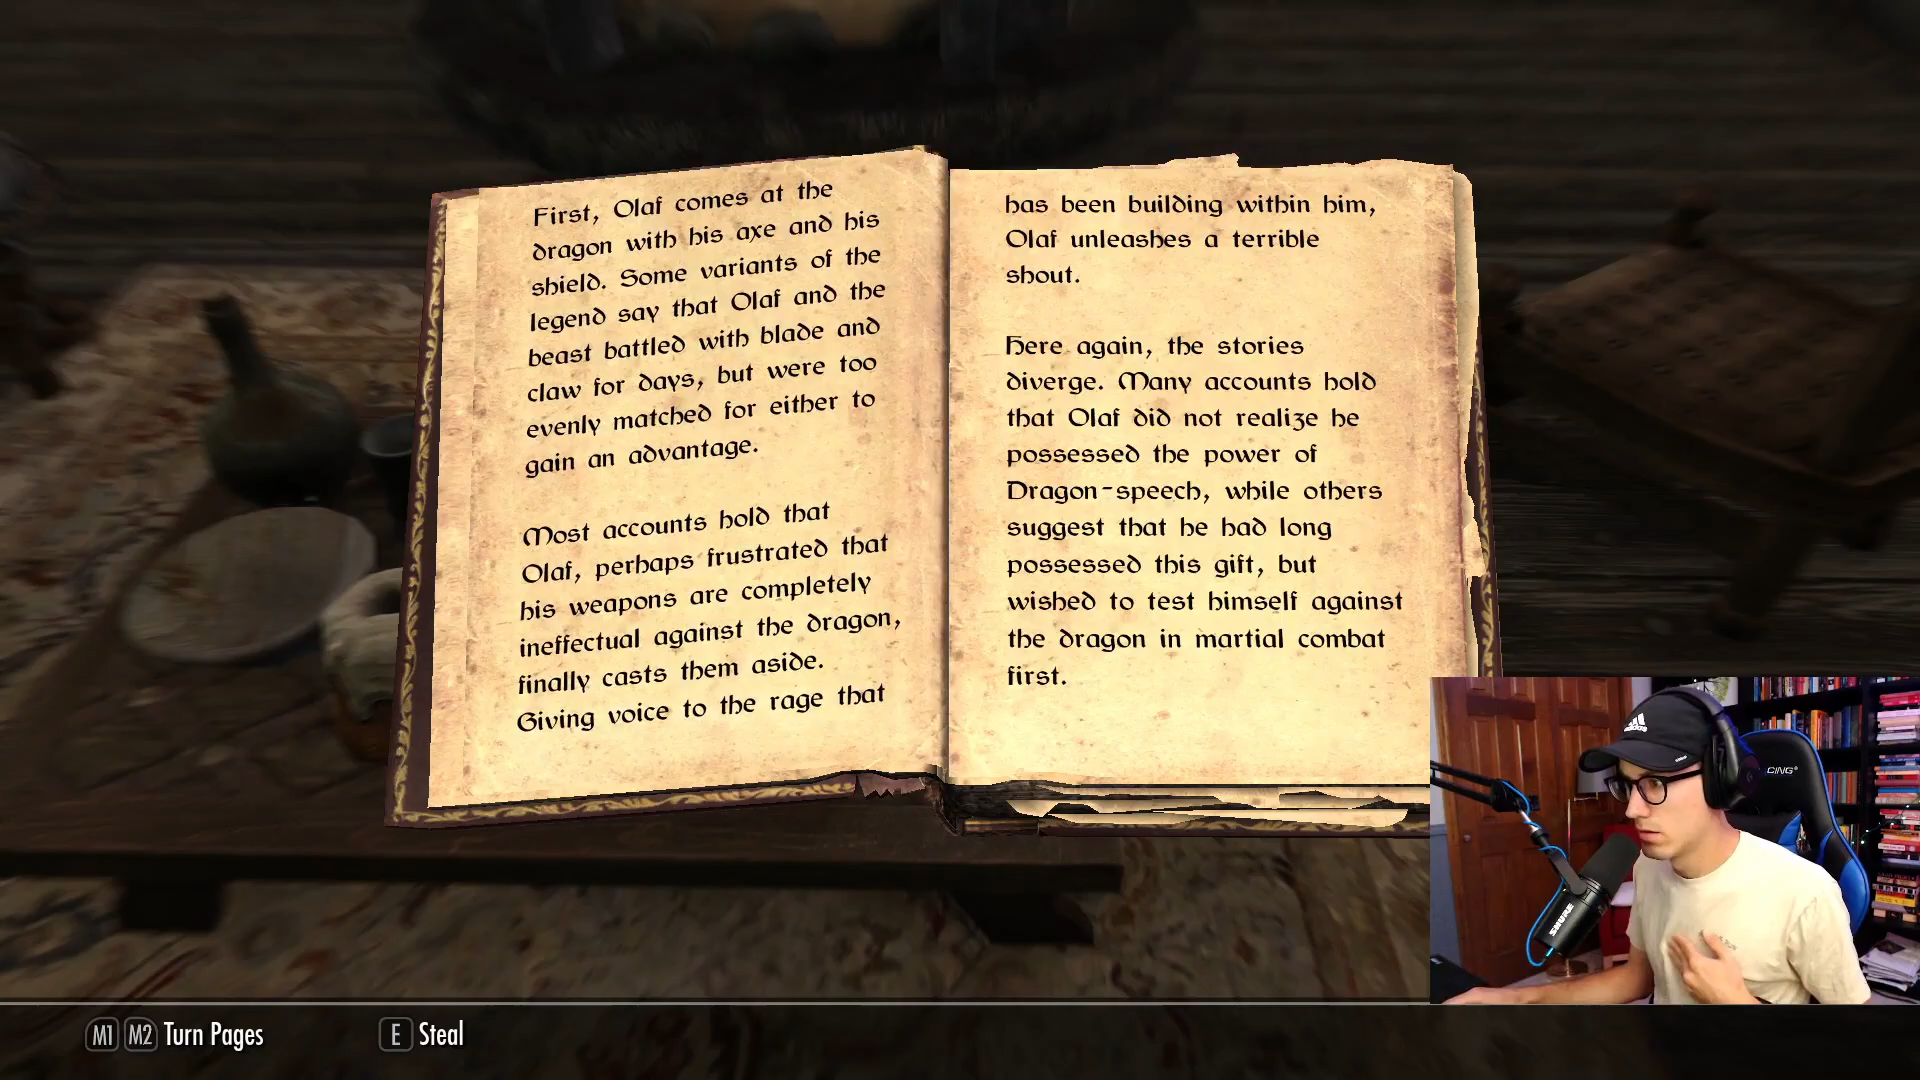 First, Olaf comes at the
dragon with his axe and his
shield. Some variants of the
legend say that Olaf and the
beast battled with blade and
claw for days, but were too
evenly matched for either to
gain an advantage.
Most accounts hold that
Olaf, perhaps frustrated that
his weapons are completely
ineffectual against the dragon,
finally casts them aside.
Giving voice to the rage that
has been building within him,
Olaf unleashes a terrible
shout.
Here again, the stories
diverge. Many accounts hold
that Olaf did not realize he
possessed the power of
Dragon-speech, while others
suggest that he had long
possessed this gift, but
wished to test himself against
the dragon in martial combat
first.
adidas
CING
SHURE
M1 M2 Turn Pages
E Steal